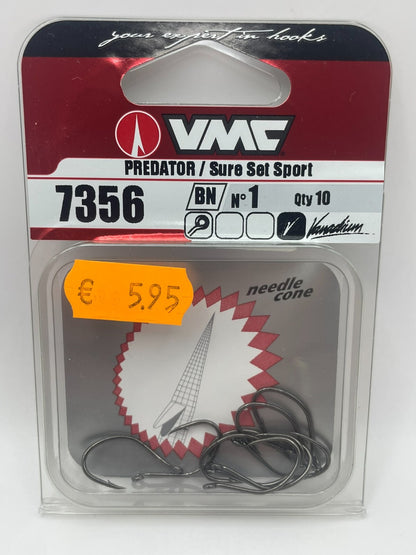 your expert in hooks
VMC
PREDATOR / Sure Set Sport
7356 BN N° 1 Qty 10
V Vanadium
€ 5.95
needle
cone